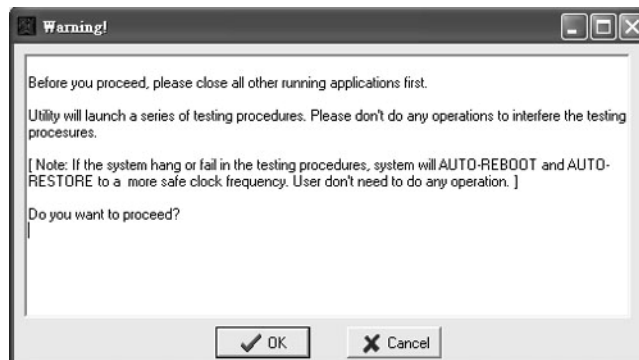 Warning!
Before you proceed, please close all other running applications first.
Utility will launch a series of testing procedures. Please don't do any operations to interfere the testing
procesures.
[ Note: If the system hang or fail in the testing procedures, system will AUTO-REBOOT and AUTO-
RESTORE to a more safe clock frequency. User don't need to do any operation. ]
Do you want to proceed?
OK Cancel